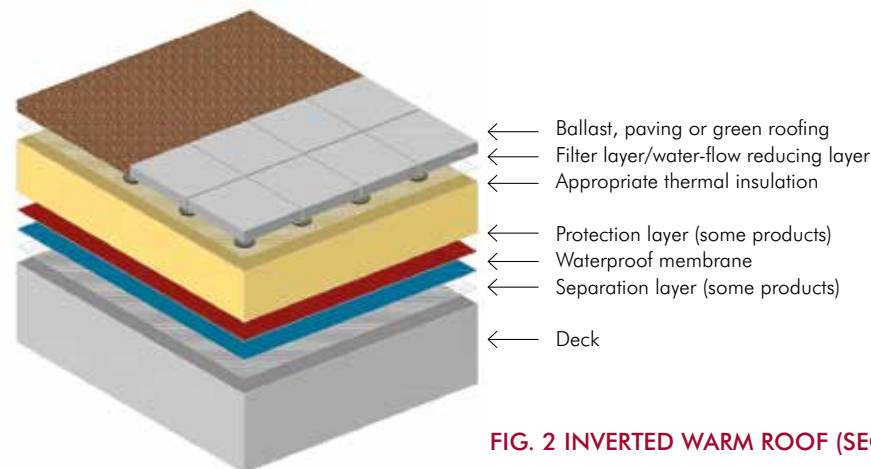 Ballast, paving or green roofing
Filter layer/water-flow reducing layer
Appropriate thermal insulation
Protection layer (some products)
Waterproof membrane
Separation layer (some products)
Deck
FIG. 2 INVERTED WARM ROOF